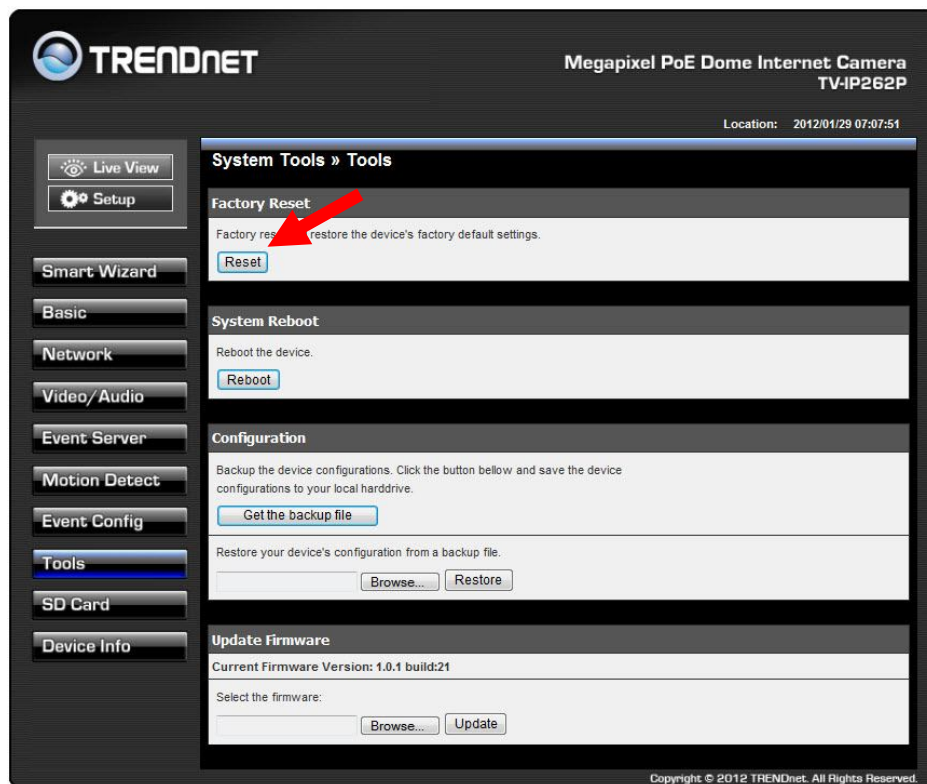 TRENDNET
Megapixel PoE Dome Internet Camera
TV-IP262P
Location: 2012/01/29 07:07:51
Live View
Setup
Smart Wizard
Basic
Network
Video/Audio
Event Server
Motion Detect
Event Config
Tools
SD Card
Device Info
System Tools » Tools
Factory Reset
Factory restore the device's factory default settings.
Reset
System Reboot
Reboot the device.
Reboot
Configuration
Backup the device configurations. Click the button bellow and save the device
configurations to your local harddrive.
Get the backup file
Restore your device's configuration from a backup file.
Browse... Restore
Update Firmware
Current Firmware Version: 1.0.1 build:21
Select the firmware:
Browse... Update
Copyright © 2012 TRENDnet. All Rights Reserved.